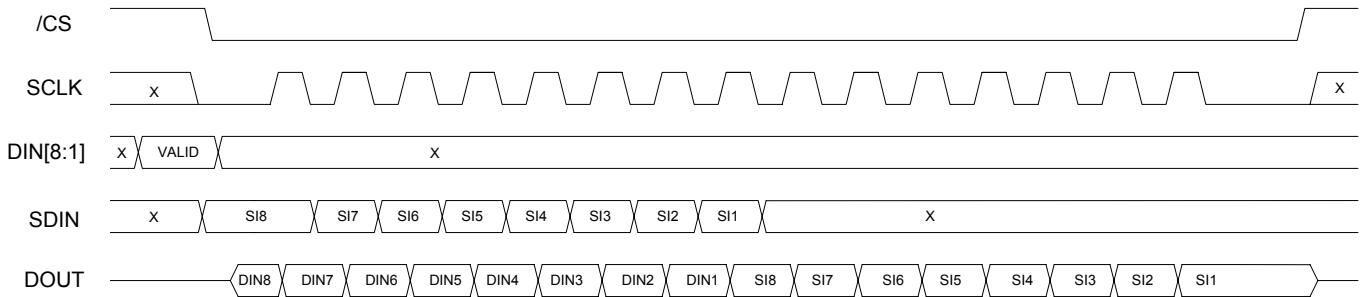 /CS
SCLK X X
DIN[8:1] X VALID X
SDIN X SI8 SI7 SI6 SI5 SI4 SI3 SI2 SI1 X
DOUT DIN8 DIN7 DIN6 DIN5 DIN4 DIN3 DIN2 DIN1 SI8 SI7 SI6 SI5 SI4 SI3 SI2 SI1